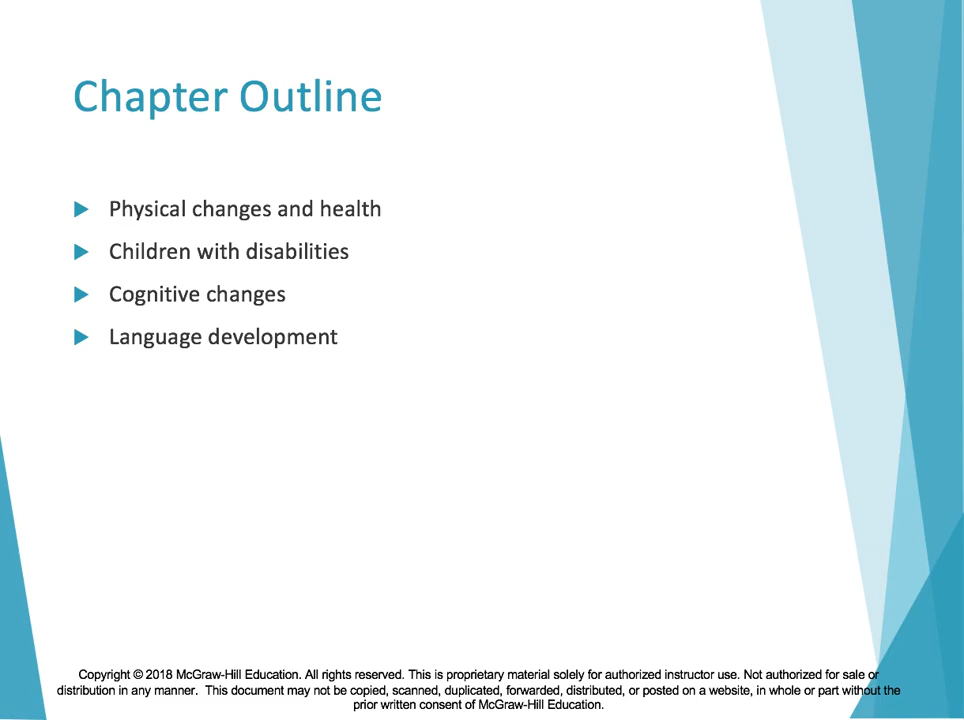 Chapter Outline
Physical changes and health
Children with disabilities
Cognitive changes
Language development
Copyright © 2018 McGraw-Hill Education. All rights reserved. This is proprietary material solely for authorized instructor use. Not authorized for sale or
distribution in any manner.  This document may not be copied, scanned, duplicated, forwarded, distributed, or posted on a website, in whole or part without the
prior written consent of McGraw-Hill Education.